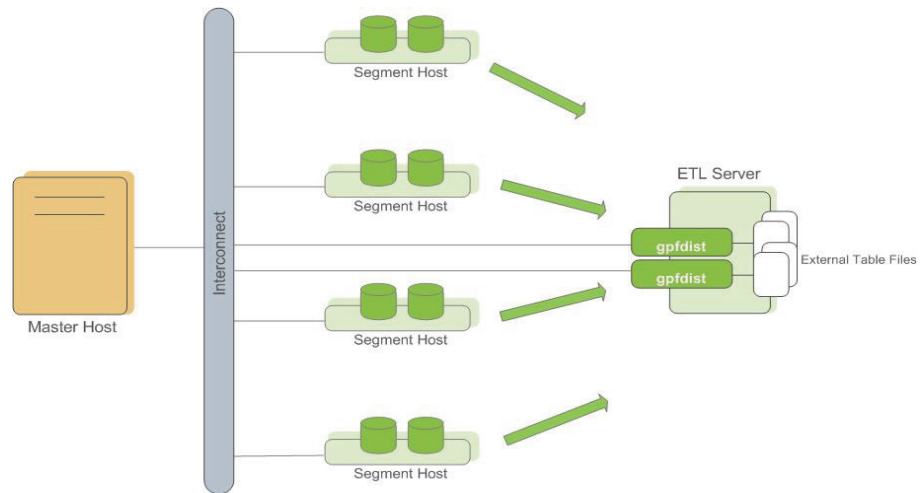 Segment Host
Segment Host
ETL Server
Interconnect
gpfdist
External Table Files
gpfdist
Master Host
Segment Host
Segment Host